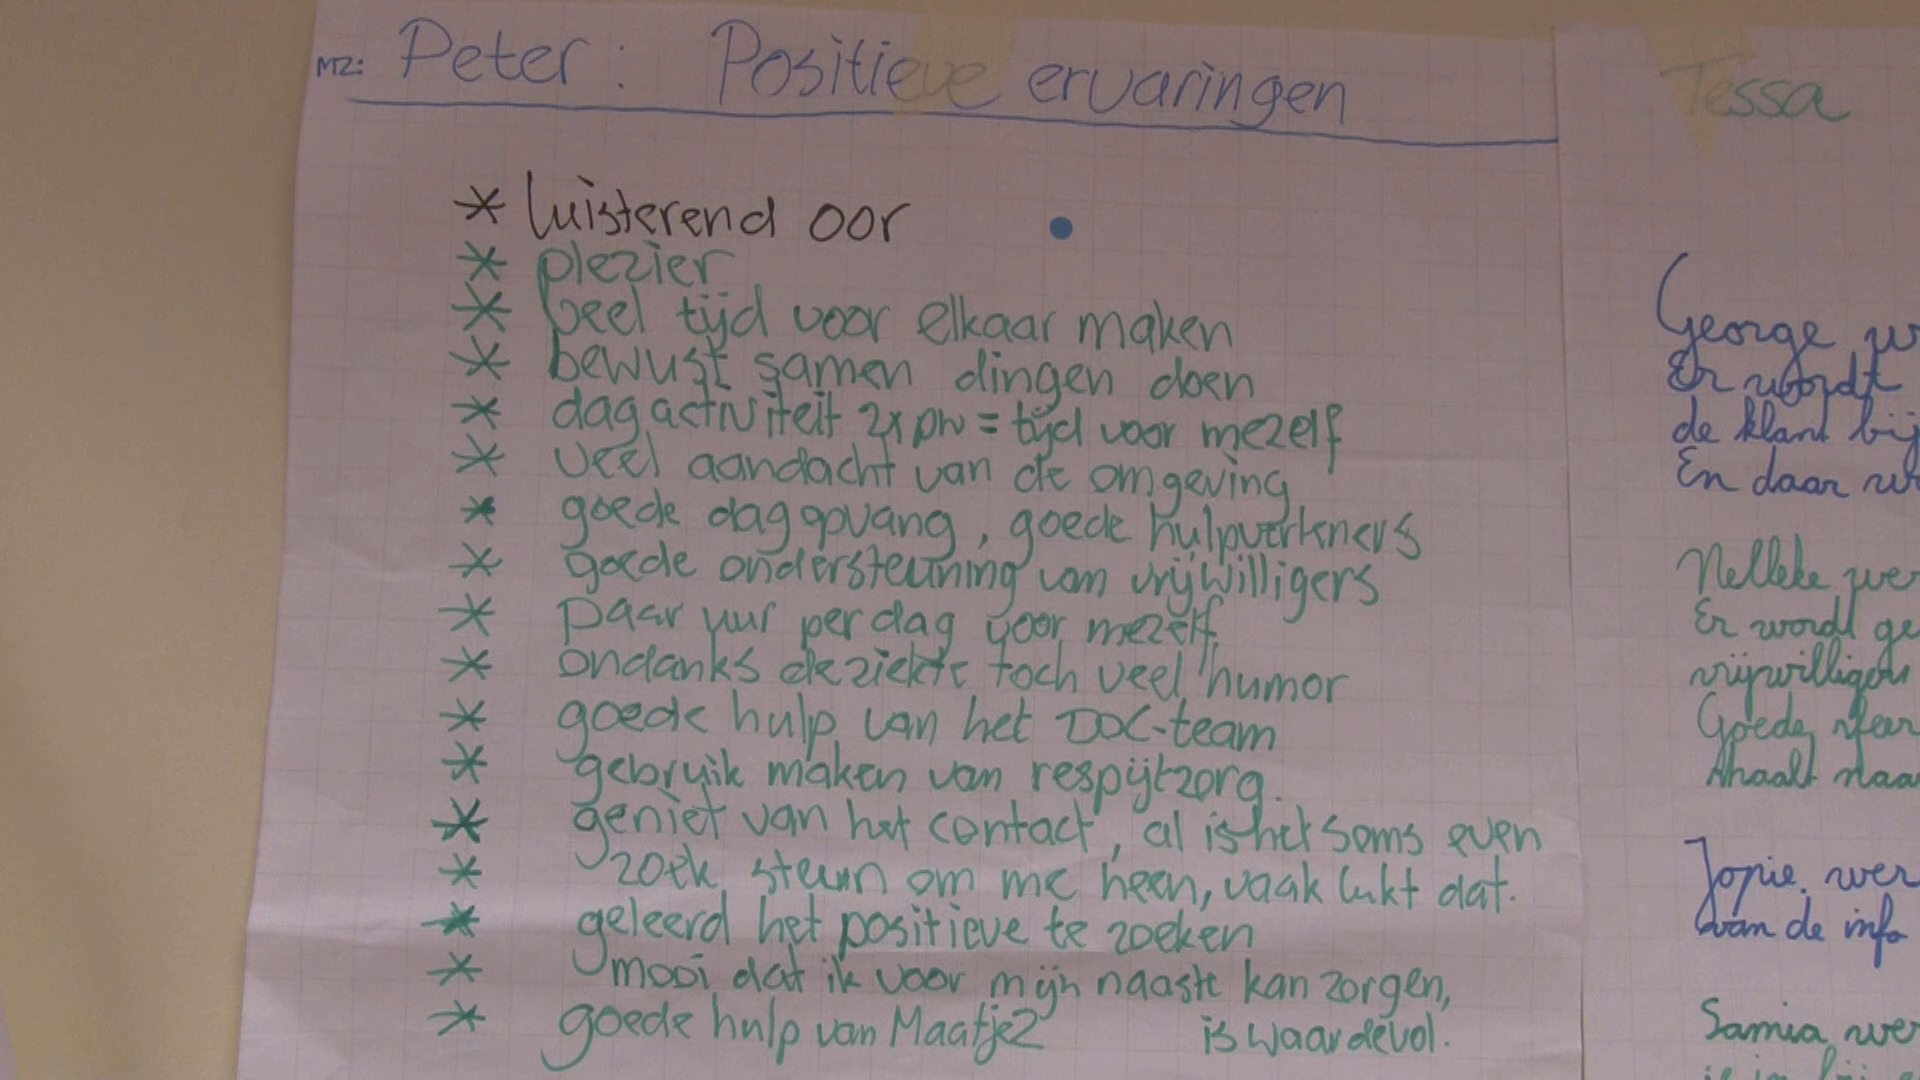 MZ: Peter: Positieve ervaringen
* luisterend oor
* plezier
* veel tijd voor elkaar maken
* bewust samen dingen doen
* dagactiviteit 2x pw = tijd voor mezelf
* veel aandacht van de omgeving
* goede dagopvang, goede hulpverleners
* goede ondersteuning van vrijwilligers
* paar uur per dag voor mezelf
* ondanks de ziekte toch veel humor
* goede hulp van het DOC-team
* gebruik maken van respijtzorg.
* geniet van het contact, al is het soms even
* zoek steun om me heen, vaak lukt dat.
* geleerd het positieve te zoeken
* mooi dat ik voor mijn naaste kan zorgen,
is waardevol.
* goede hulp van MaatjeZ
Tessa
George
Er wordt
de klant bij
En daar
Nelleke
Er wordt
vrijwilligers
Goede
Jopie
van de info
Samia